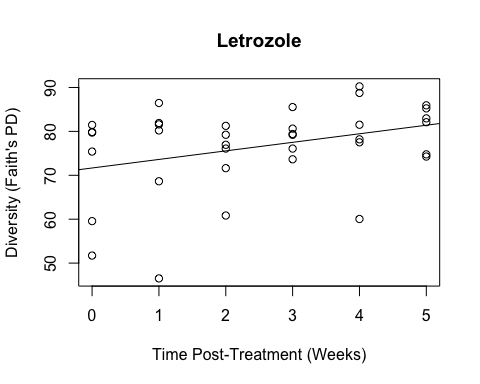 Letrozole
Diversity (Faith's PD)
90
80
70
60
50
0 1 2 3 4 5
Time Post-Treatment (Weeks)